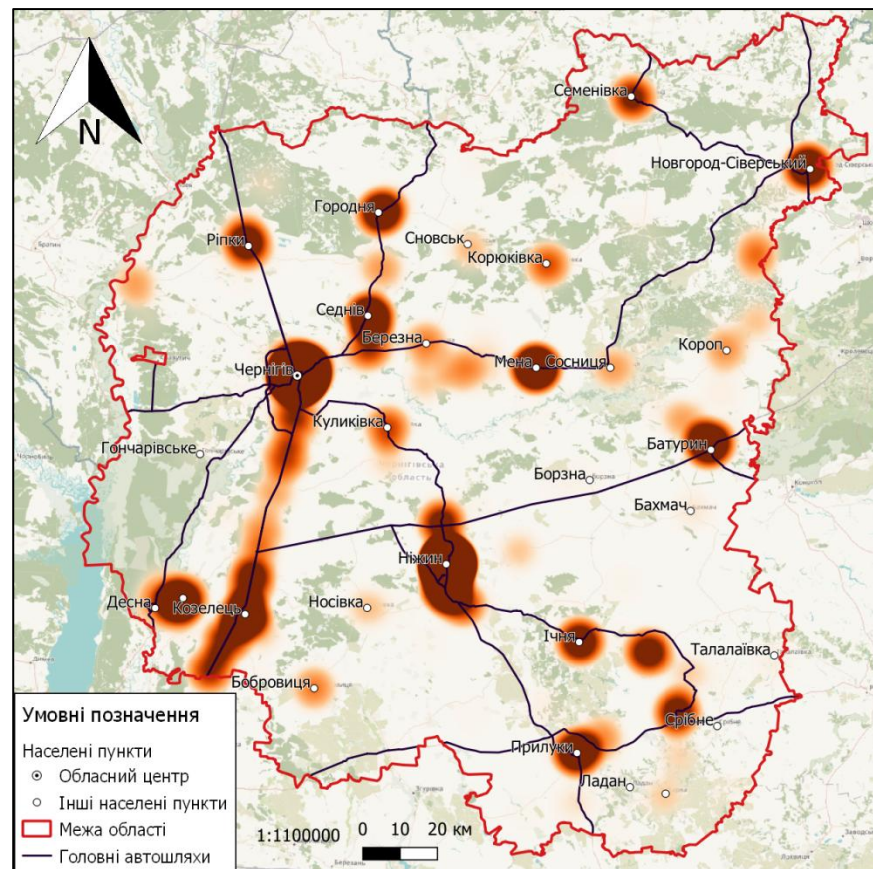 N
Семенівка
Новгород-Сіверський
Городня
Ріпки
Сновськ
Корюківка
Седнів
Березна
Чернігів
Мена
Сосниця
Короп
Куликівка
Гончарівське
Батурин
Борзна
Бахмач
Ніжин
Десна
Козелець
Носівка
Ічня
Талалаївка
Бобровиця
Срібне
Прилуки
Ладан
Умовні позначення
Населені пункти
Обласний центр
Інші населені пункти
Межа області
Головні автошляхи
1:1100000
0 10 20 км